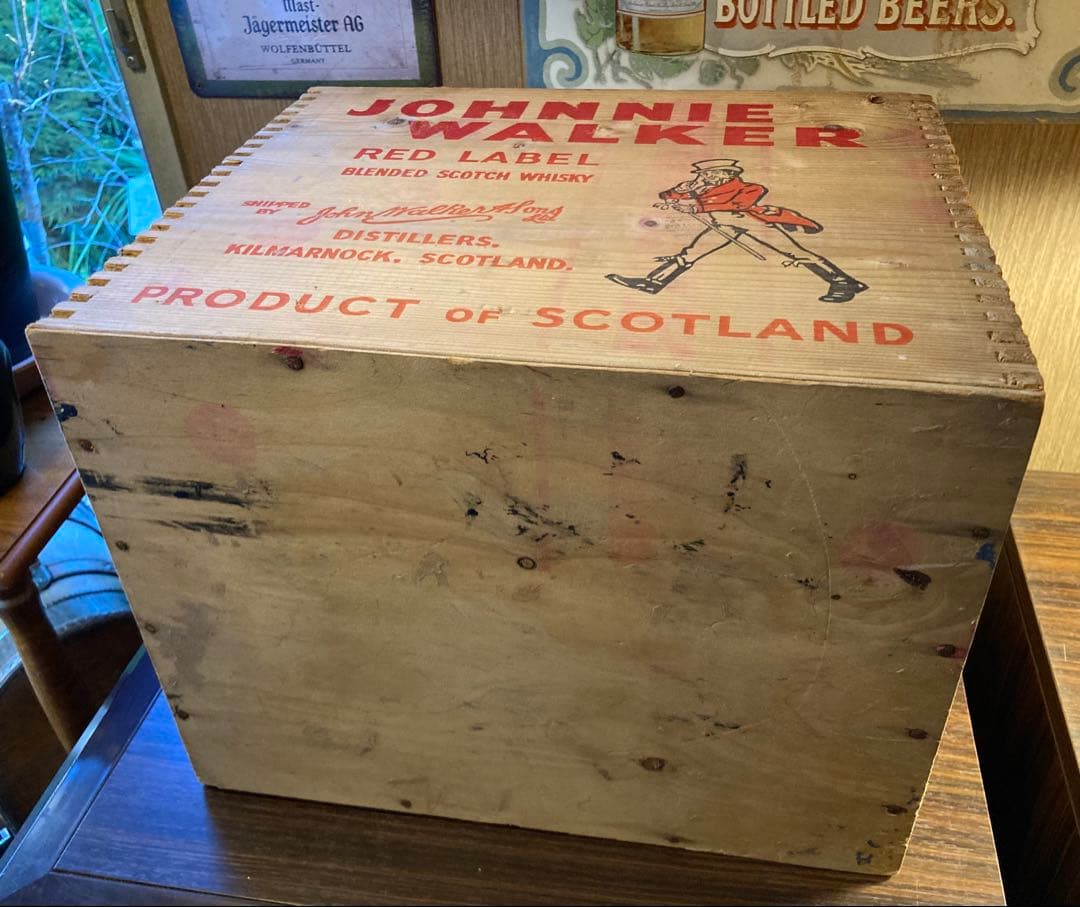 Mast-
Jägermeister AG
WOLFENBÜTTEL
GERMANY
BOTTLED BEERS.
JOHNNIE
WALKER
RED LABEL
BLENDED SCOTCH WHISKY
SHIPPED
BY
John Walker & Sons
DISTILLERS.
KILMARNOCK. SCOTLAND.
PRODUCT OF SCOTLAND